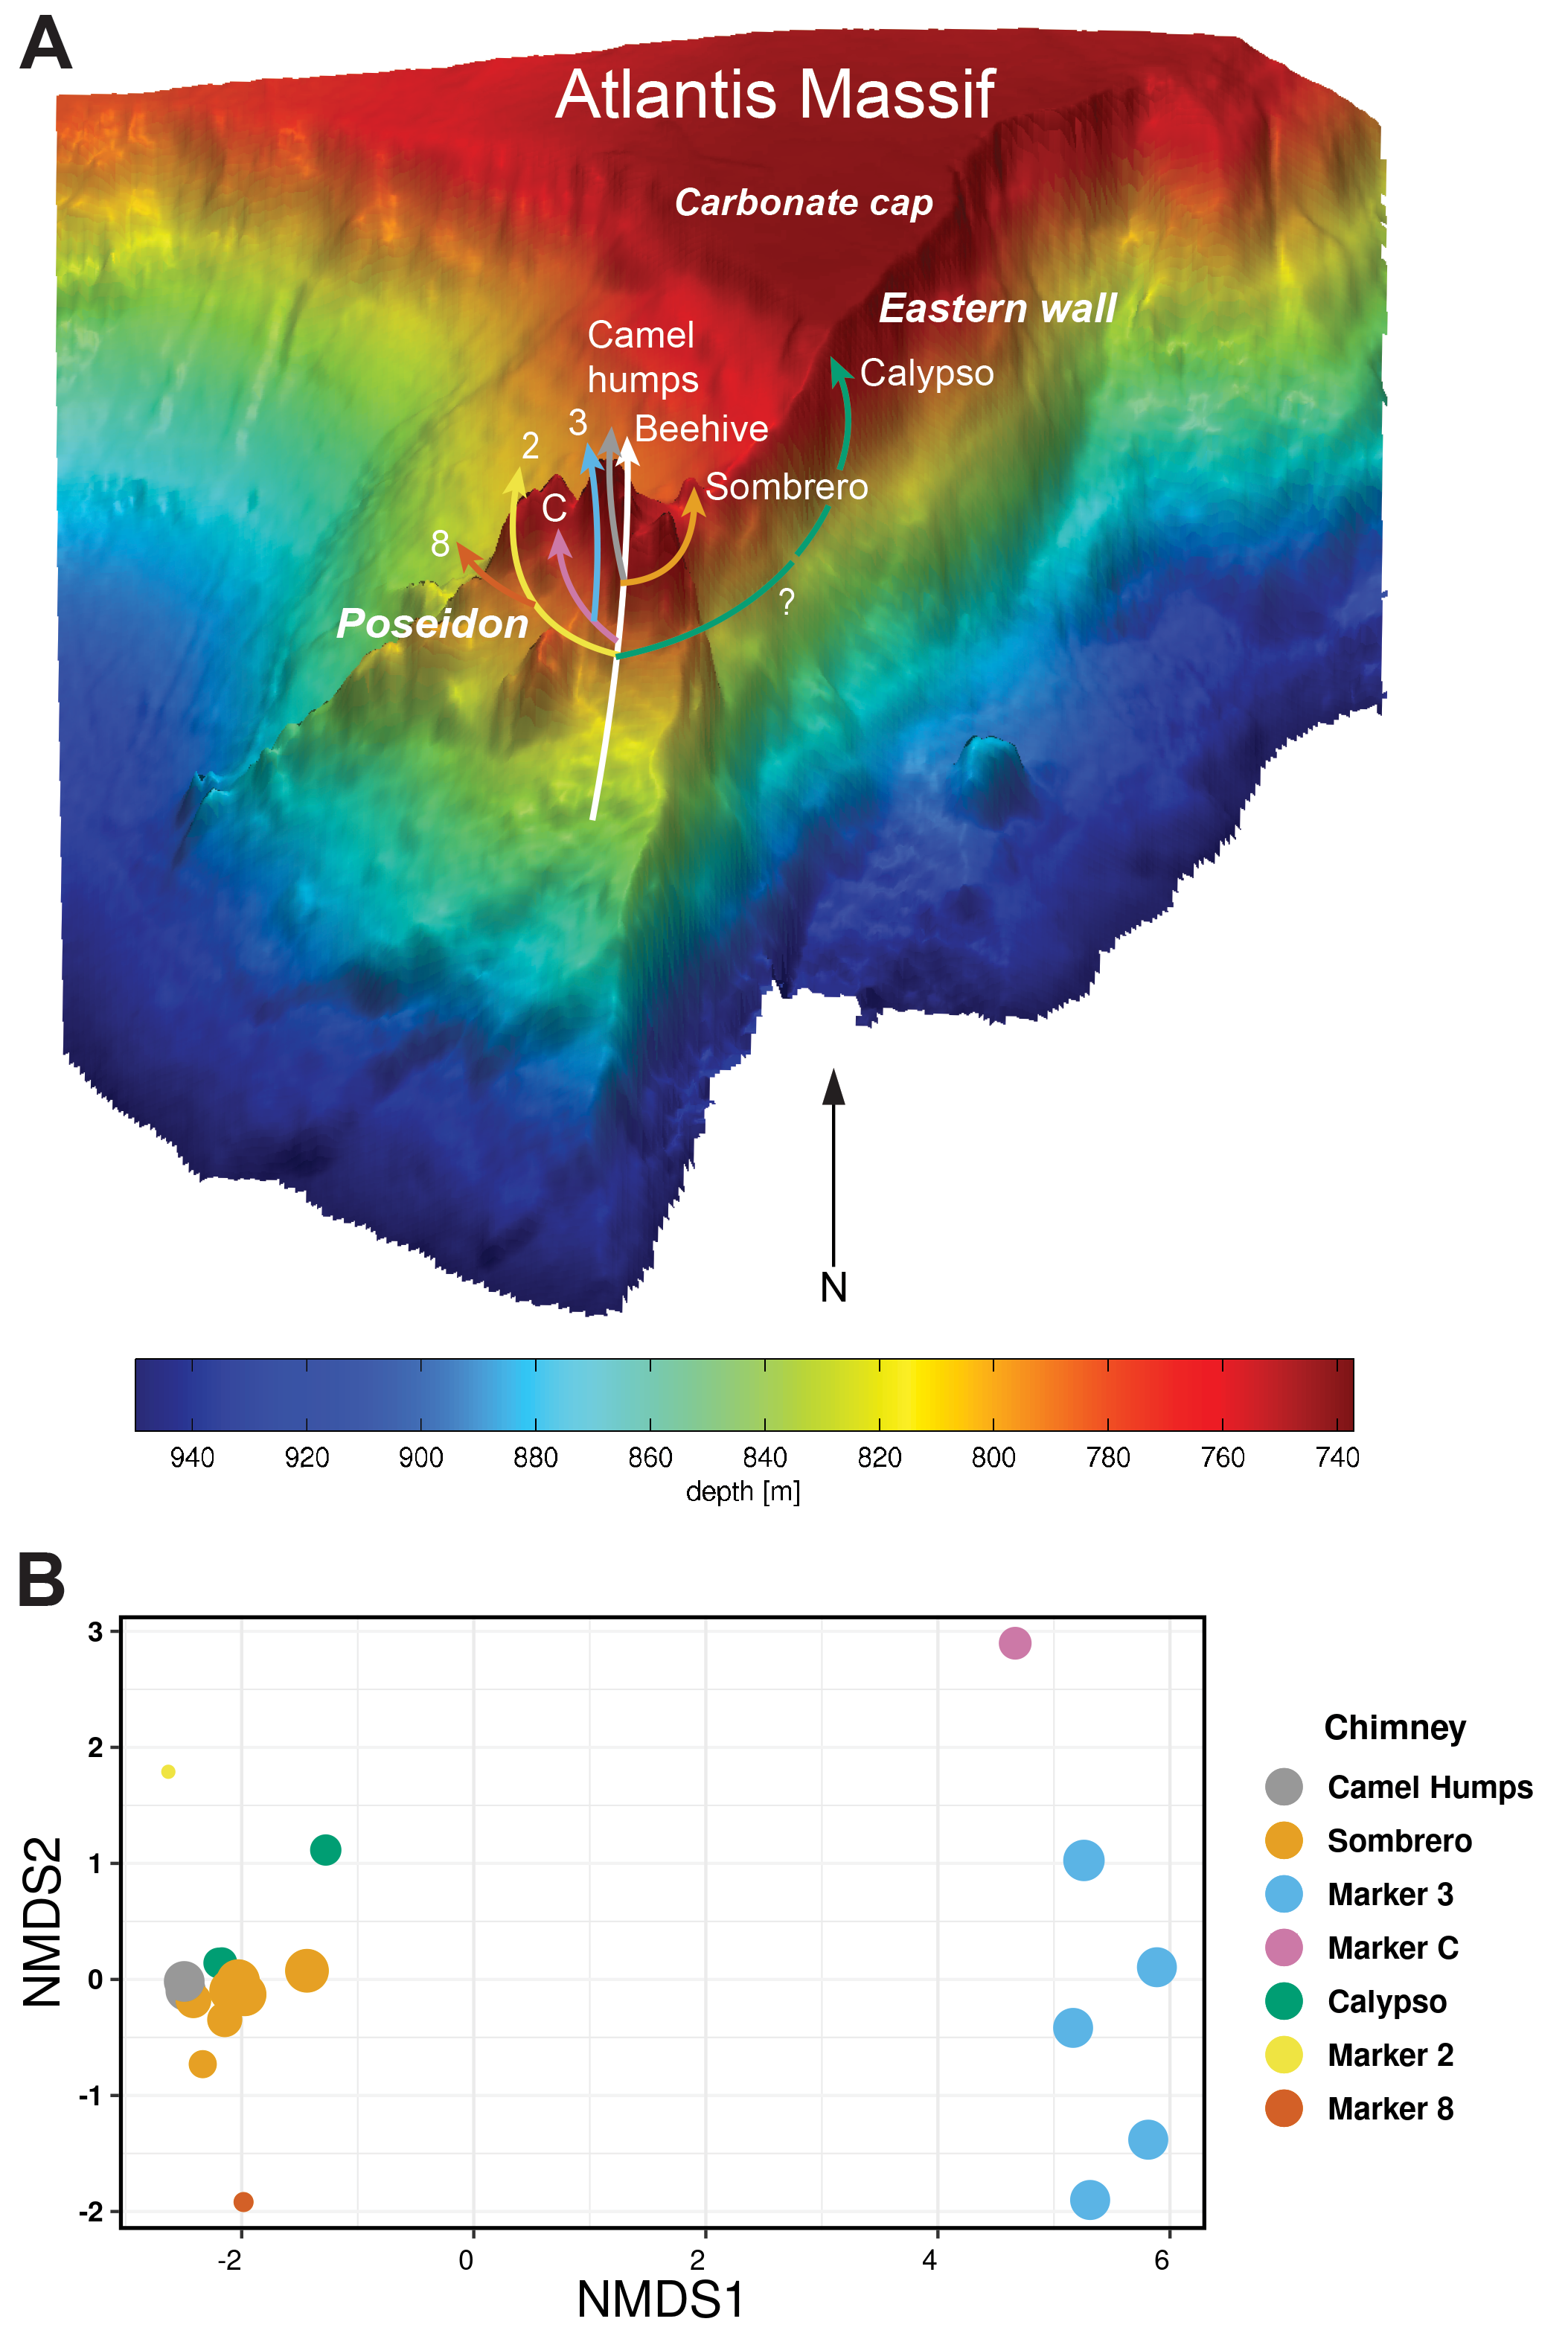 A
Atlantis Massif
Carbonate cap
Eastern wall
Camel
humps
Calypso
3
Beehive
2
Sombrero
C
8
?
Poseidon
N
940 920 900 880 860 840 820 800 780 760 740
depth [m]
B
3
2
1
0
-1
-2
NMDS2
-2 0 2 4 6
NMDS1
Chimney
Camel Humps
Sombrero
Marker 3
Marker C
Calypso
Marker 2
Marker 8